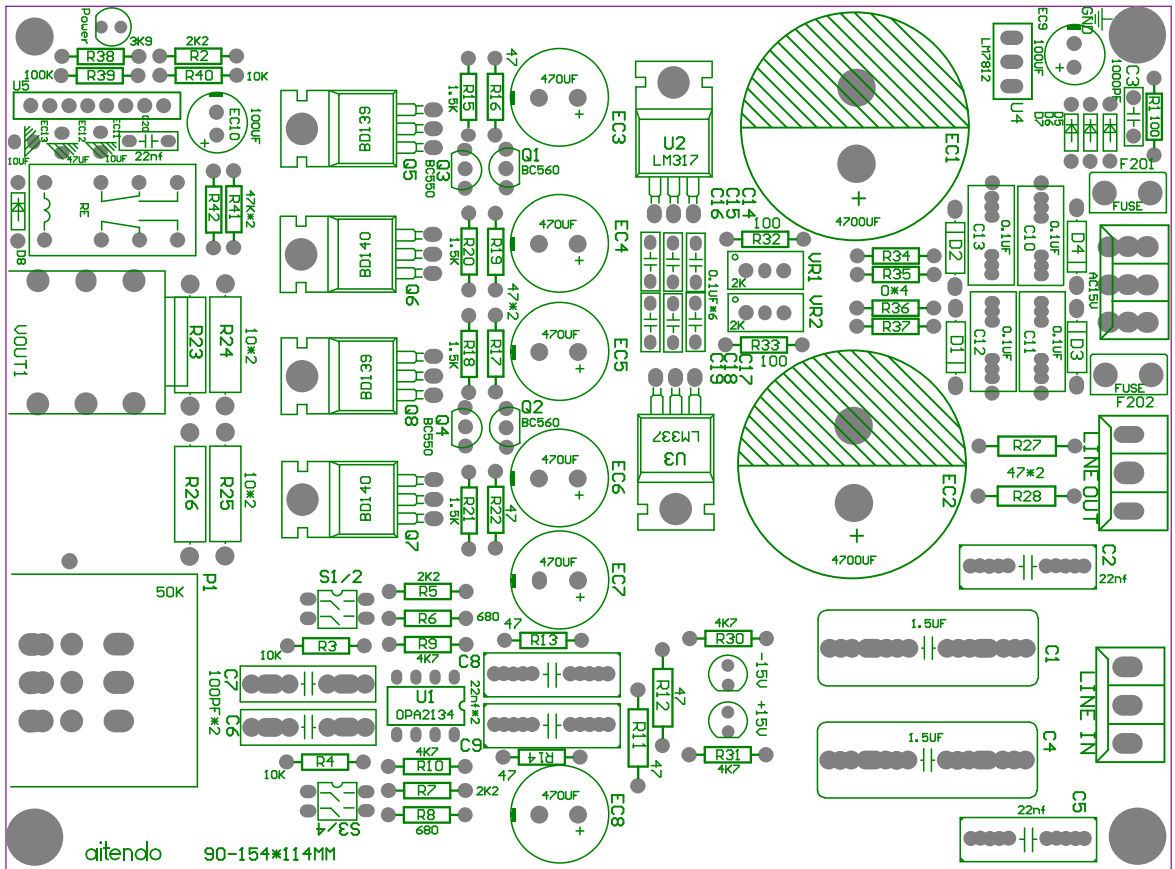 Power
3K9
2K2
R38
R2
100K
R39
R40
10K
U5
EC10
100UF
EC13
EC12
EC11
C20
10UF
47UF
10UF
22nf
RE
D8
R42
R41
47K*2
VOUT1
R23
R24
10*2
R26
R25
10*2
BD139
Q5
BD140
Q6
BD139
Q8
BD140
Q7
47
R15
R16
1.5K
Q3
BC550
Q1
BC560
470UF
EC3
R20
R19
1.5K
47*2
470UF
EC4
R18
R17
1.5K
470UF
EC5
Q4
BC550
Q2
BC560
R21
R22
1.5K
47
470UF
EC6
470UF
EC7
U2
LM317
C16
C15
C14
0.1UF*6
C19
C18
C17
LM337
U3
100
R32
VR1
2K
VR2
2K
R33
100
EC1
4700UF
R34
R35
0*4
R36
R37
EC2
4700UF
LM7812
U4
EC9
100UF
GND
1000PF
C3
R1
100
D7
D6
D5
F201
FUSE
C13
0.1UF
C10
0.1UF
D2
D4
AC15V
D1
C12
0.1UF
C11
0.1UF
D3
FUSE
F202
R27
47*2
R28
LINE OUT
C2
22nf
P1
50K
S1/2
2K2
R5
R6
680
R3
10K
R9
4K7
C7
100PF*2
C6
U1
OPA2134
R4
10K
4K7
R10
R7
2K2
R8
680
S3/4
47
R13
C8
22nf*2
C9
R14
47
470UF
EC8
R12
47
R11
47
4K7
R30
-15V
+15V
R31
4K7
1.5UF
C1
1.5UF
C4
LINE IN
22nf
C5
aitendo
90-154*114MM